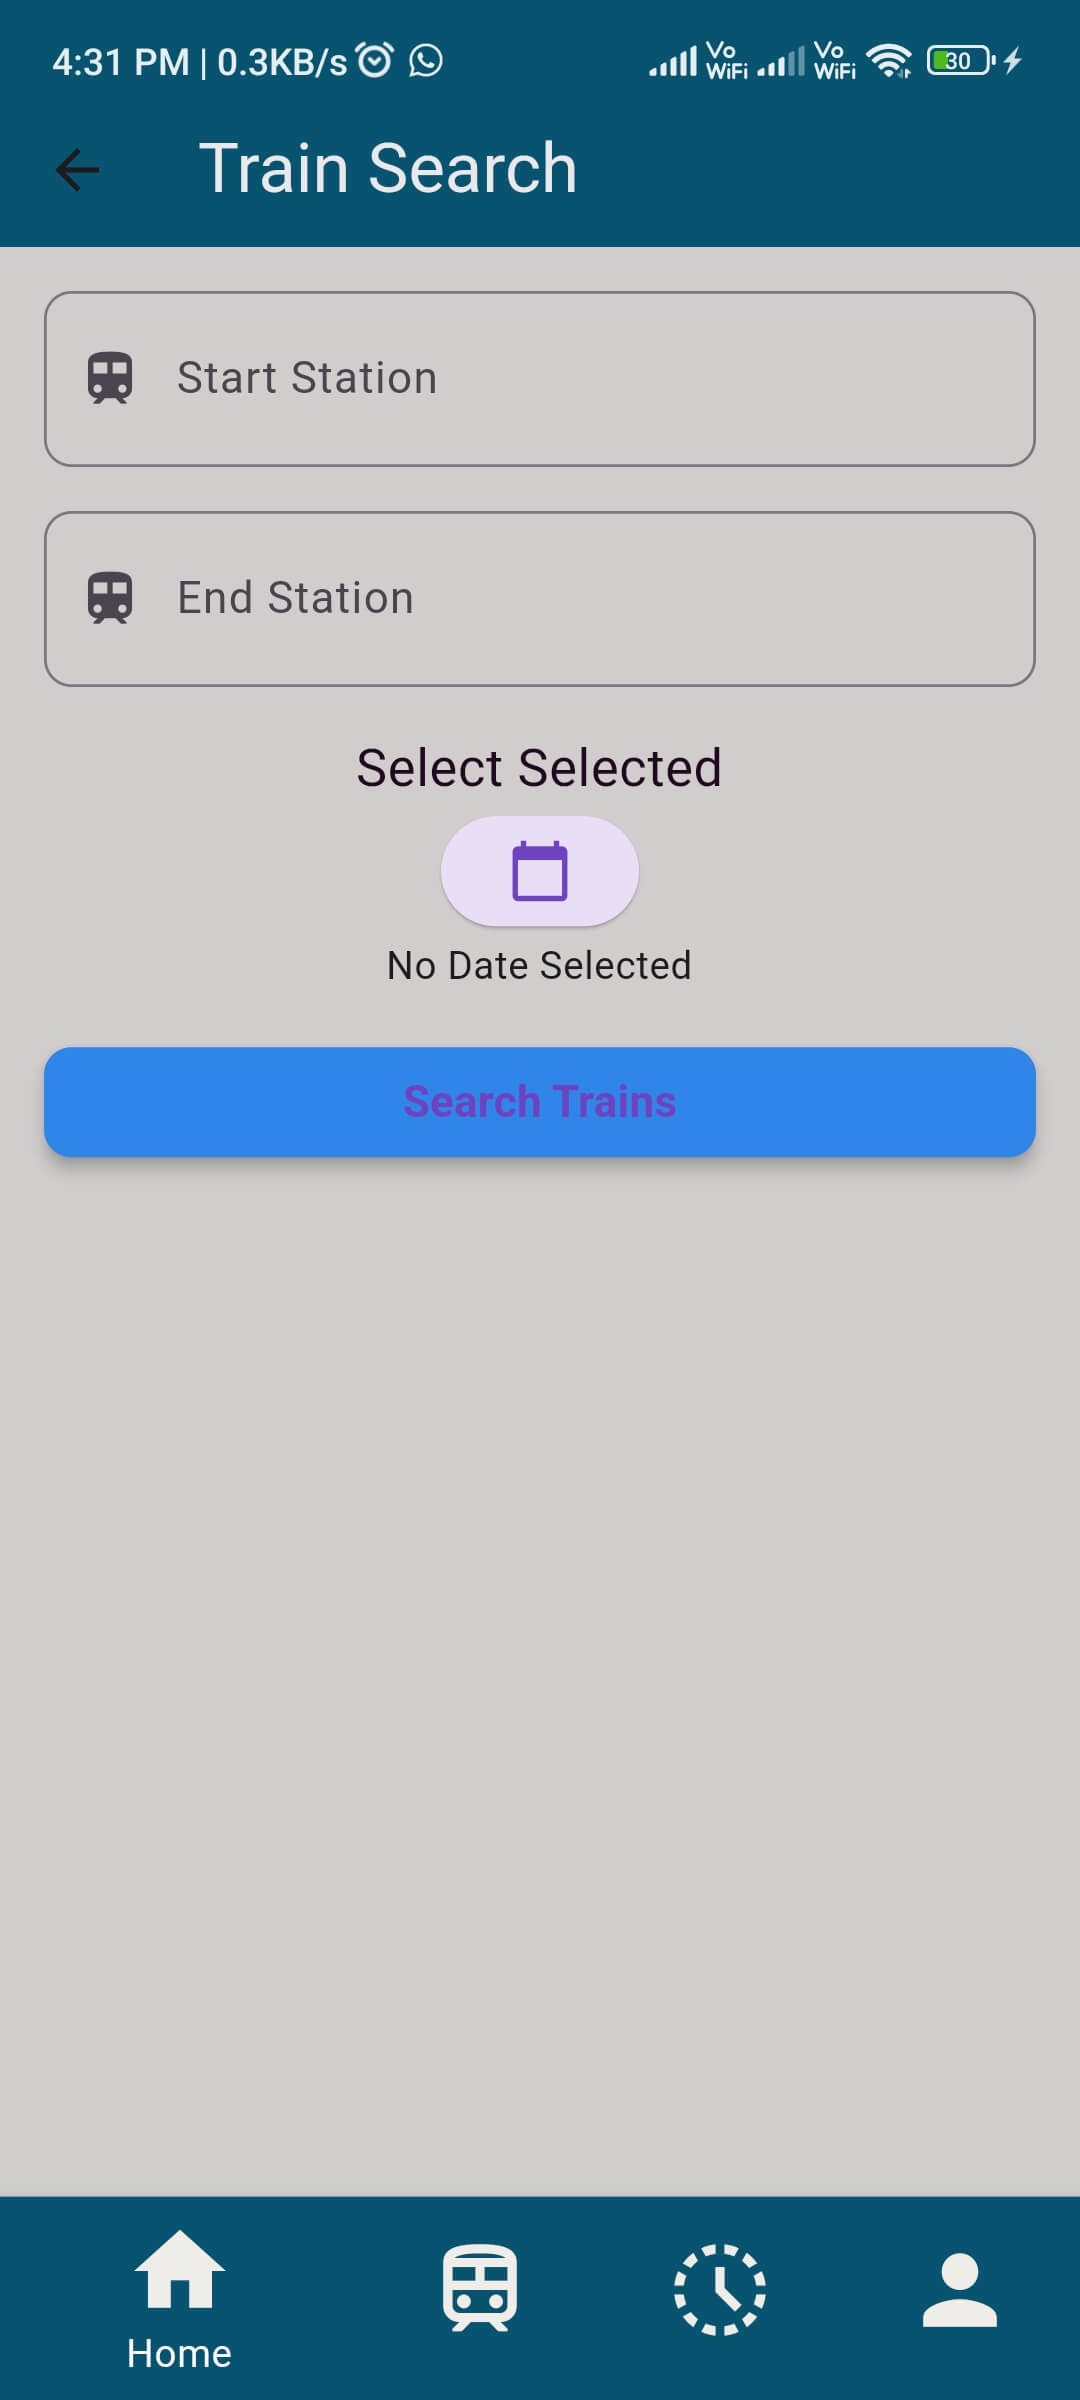 4:31 PM | 0.3KB/s Vo WiFi Vo WiFi 30
Train Search
Start Station
End Station
Select Selected
No Date Selected
Search Trains
Home